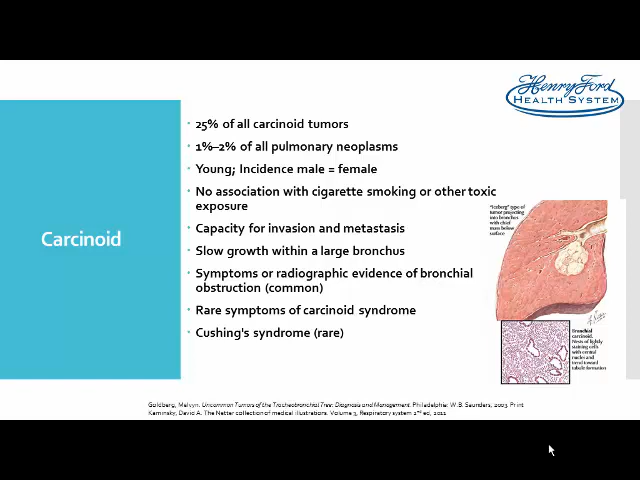 Henry Ford
HEALTH SYSTEM
Carcinoid
25% of all carcinoid tumors
1%–2% of all pulmonary neoplasms
Young; Incidence male = female
No association with cigarette smoking or other toxic
exposure
Capacity for invasion and metastasis
Slow growth within a large bronchus
Symptoms or radiographic evidence of bronchial
obstruction (common)
Rare symptoms of carcinoid syndrome
Cushing's syndrome (rare)
"Iceberg" type of
tumor projecting
into bronchus
with chief
mass below
surface
Bronchial
carcinoid.
Nests of lightly
staining cells
with central
nuclei and
trend toward
tubule formation
Goldberg, Melvyn. Uncommon Tumors of the Tracheobronchial Tree: Diagnosis and Management. Philadelphia: W.B. Saunders, 2003. Print
Kaminsky, David A. The Netter collection of medical illustrations. Volume 3, Respiratory system 2nd ed, 2011